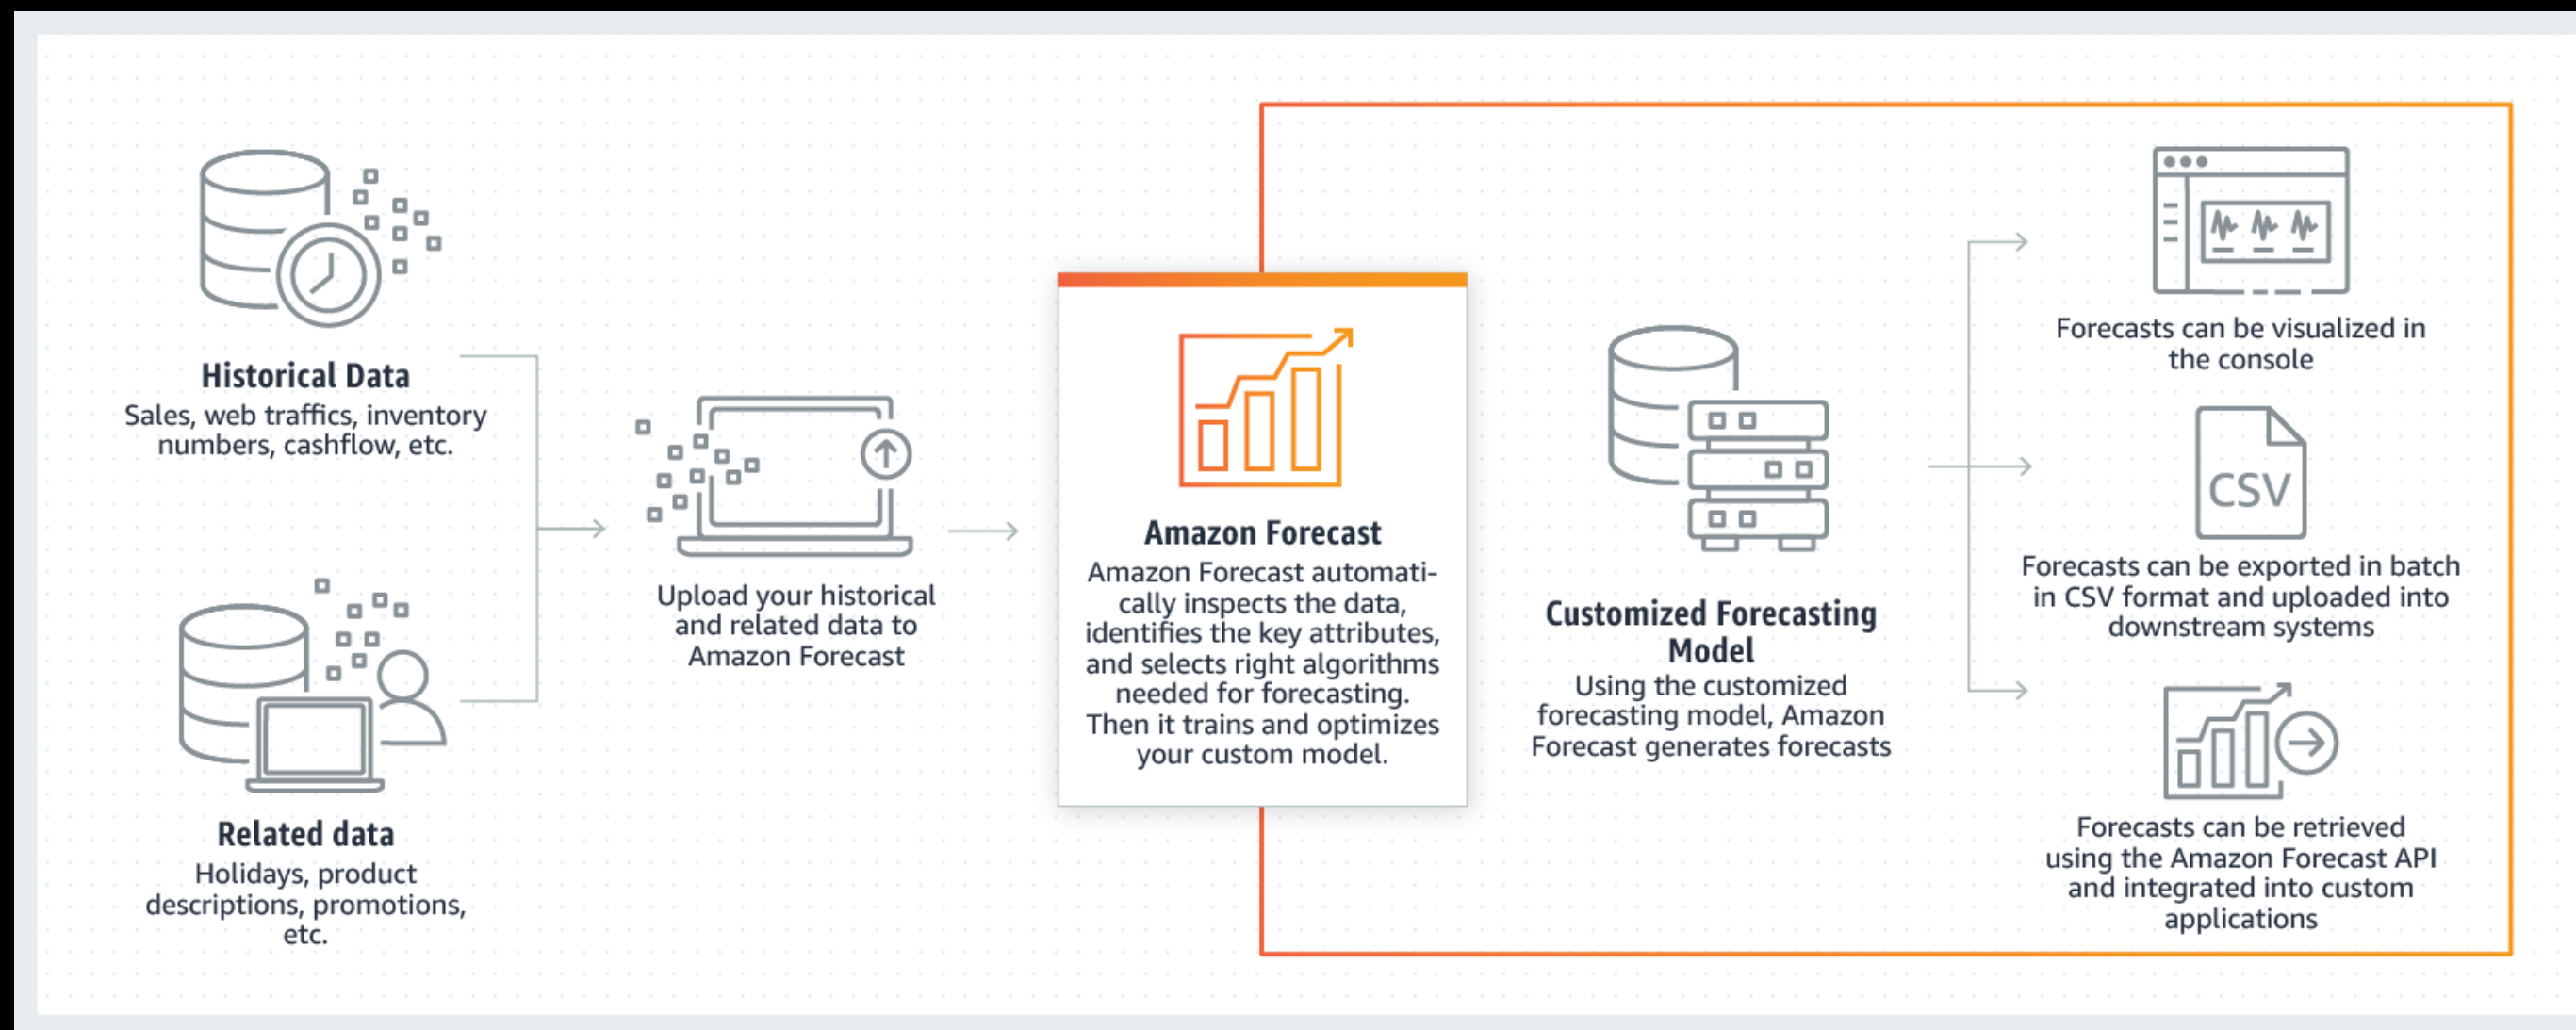 Historical Data
Sales, web traffics, inventory
numbers, cashflow, etc.
Related data
Holidays, product
descriptions, promotions,
etc.
Upload your historical
and related data to
Amazon Forecast
Amazon Forecast
Amazon Forecast automati-
cally inspects the data,
identifies the key attributes,
and selects right algorithms
needed for forecasting.
Then it trains and optimizes
your custom model.
Customized Forecasting
Model
Using the customized
forecasting model, Amazon
Forecast generates forecasts
Forecasts can be visualized in
the console
CSV
Forecasts can be exported in batch
in CSV format and uploaded into
downstream systems
Forecasts can be retrieved
using the Amazon Forecast API
and integrated into custom
applications